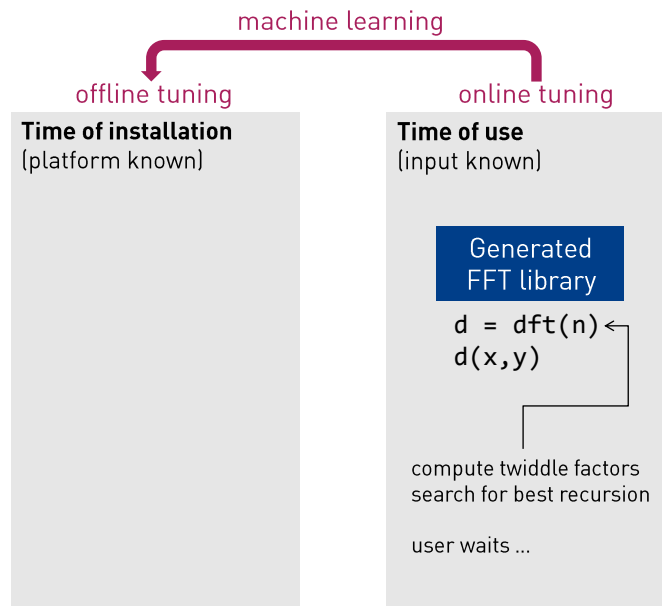 machine learning
offline tuning
online tuning
Time of installation
(platform known)
Time of use
(input known)
Generated
FFT library
d = dft(n)
d(x,y)
compute twiddle factors
search for best recursion
user waits ...